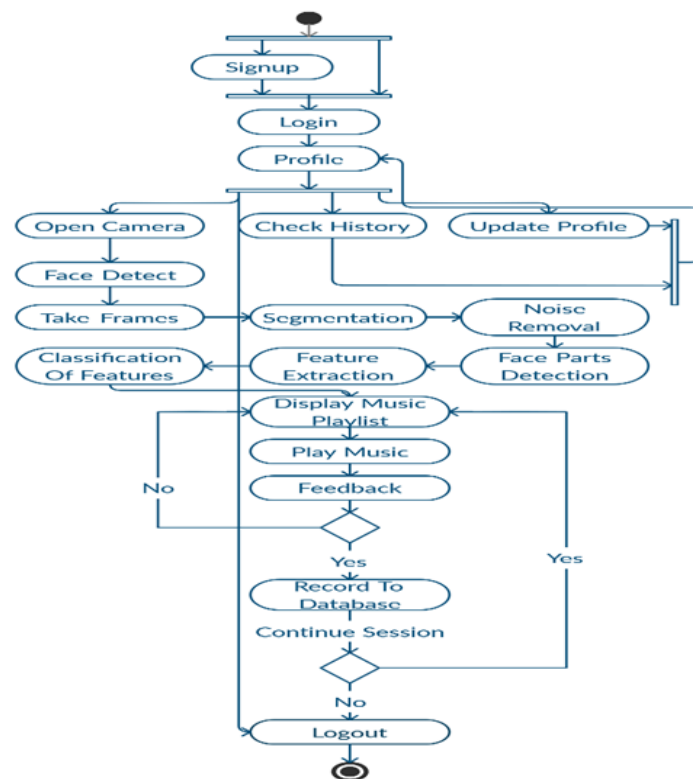 Signup
Login
Profile
Open Camera
Check History
Update Profile
Face Detect
Take Frames
Segmentation
Noise
Removal
Classification
Of Features
Feature
Extraction
Face Parts
Detection
Display Music
Playlist
Play Music
No
Feedback
Yes
Yes
Record To
Database
Continue Session
No
Logout